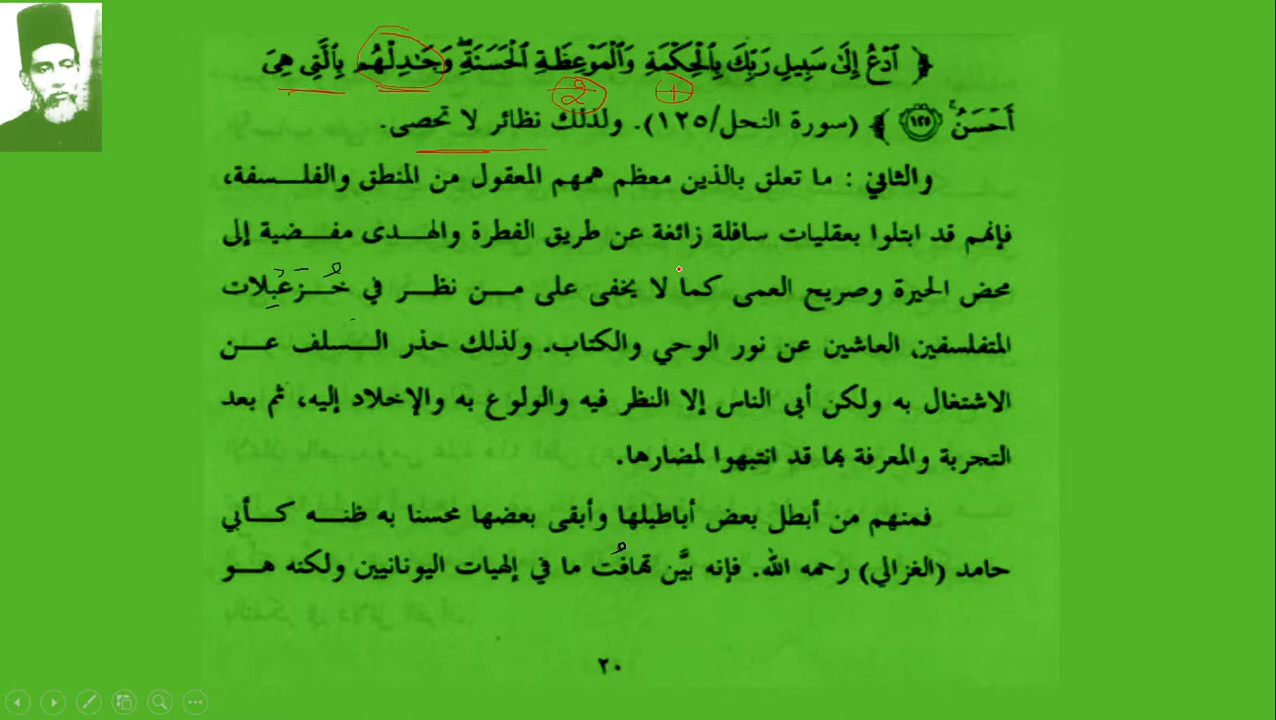 ﴿ ٱدْعُ إِلَىٰ سَبِيلِ رَبِّكَ بِٱلْحِكْمَةِ وَٱلْمَوْعِظَةِ ٱلْحَسَنَةِ ۖ وَجَـٰدِلْهُم بِٱلَّتِى هِىَ
أَحْسَنُ ۚ ١٢٥ ﴾ (سورة النحل/١٢٥). ولذلك نظائر لا تحصى.
1
2
والثاني : ما تعلق بالذين معظم همهم المعقول من المنطق والفلسفة،
فإنهم قد ابتلوا بعقليات سافلة زائغة عن طريق الفطرة والهدى مفضية إلى
محض الحيرة وصريح العمى كما لا يخفى على من نظر في خُزَعْبِلات
المتفلسفين العاشين عن نور الوحي والكتاب. ولذلك حذر السلف عن
الاشتغال به ولكن أبى الناس إلا النظر فيه والولوع به والإخلاد إليه، ثم بعد
التجربة والمعرفة بها قد انتبهوا لمضارها.
فمنهم من أبطل بعض أباطيلها وأبقى بعضها محسنا به ظنه كأبي
حامد (الغزالي) رحمه الله. فإنه بيَّن تهافُت ما في إلهيات اليونانيين ولكنه هو
٢٠